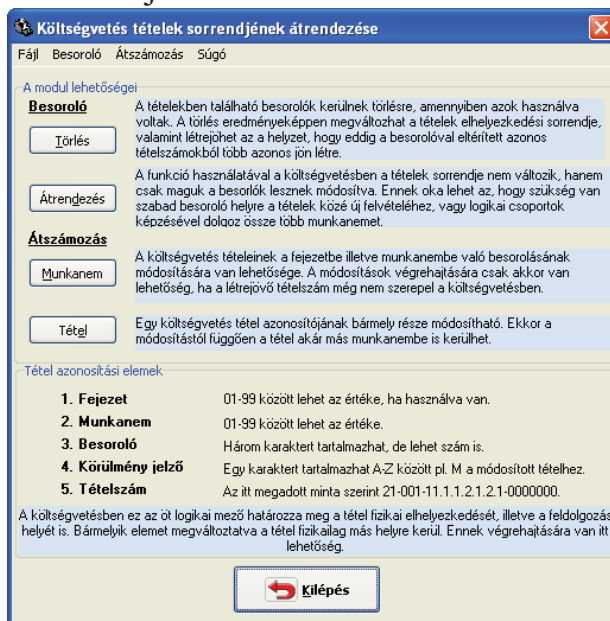 Költségvetés tételek sorrendjének átrendezése
Fájl Besoroló Átszámozás Súgó
A modul lehetőségei
Besoroló
A tételekben található besorolók kerülnek törlésre, amennyiben azok használva
voltak. A törlés eredményeképpen megváltozhat a tételek elhelyezkedési sorrendje,
Törlés
valamint létrejöhet az a helyzet, hogy eddig a besorolóval eltérített azonos
tételszámokból több azonos jön létre.
A funkció használatával a költségvetésben a tételek sorrendje nem változik, hanem
csak maguk a besorlók lesznek módosítva. Ennek oka lehet az, hogy szükség van
Átrendezés
szabad besoroló helyre a tételek közé új felvételéhez, vagy logikai csoportok
képzésével dolgoz össze több munkanemet.
Átszámozás
A költségvetés tételeinek a fejezetbe illetve munkanembe való besorolásának
Munkanem
módosítására van lehetősége. A módosítások végrehajtására csak akkor van
lehetőség, ha a létrejövő tételszám még nem szerepel a költségvetésben.
Tétel
Egy költségvetés tétel azonosítójának bármely része módosítható. Ekkor a
módosítástól függően a tétel akár más munkanembe is kerülhet.
Tétel azonosítási elemek
1. Fejezet 01-99 között lehet az értéke, ha használva van.
2. Munkanem 01-99 között lehet az értéke.
3. Besoroló Három karaktert tartalmazhat, de lehet szám is.
4. Körülmény jelző Egy karaktert tartalmazhat A-Z között pl. M a módosított tételhez.
5. Tételszám Az itt megadott minta szerint 21-001-11.1.1.2.1.2.1-0000000.
A költségvetésben ez az öt logikai mező határozza meg a tétel fizikai elhelyezkedését, illetve a feldolgozás
helyét is. Bármelyik elemet megváltoztatva a tétel fizikailag más helyre kerül. Ennek végrehajtására van itt
lehetőség.
Kilépés